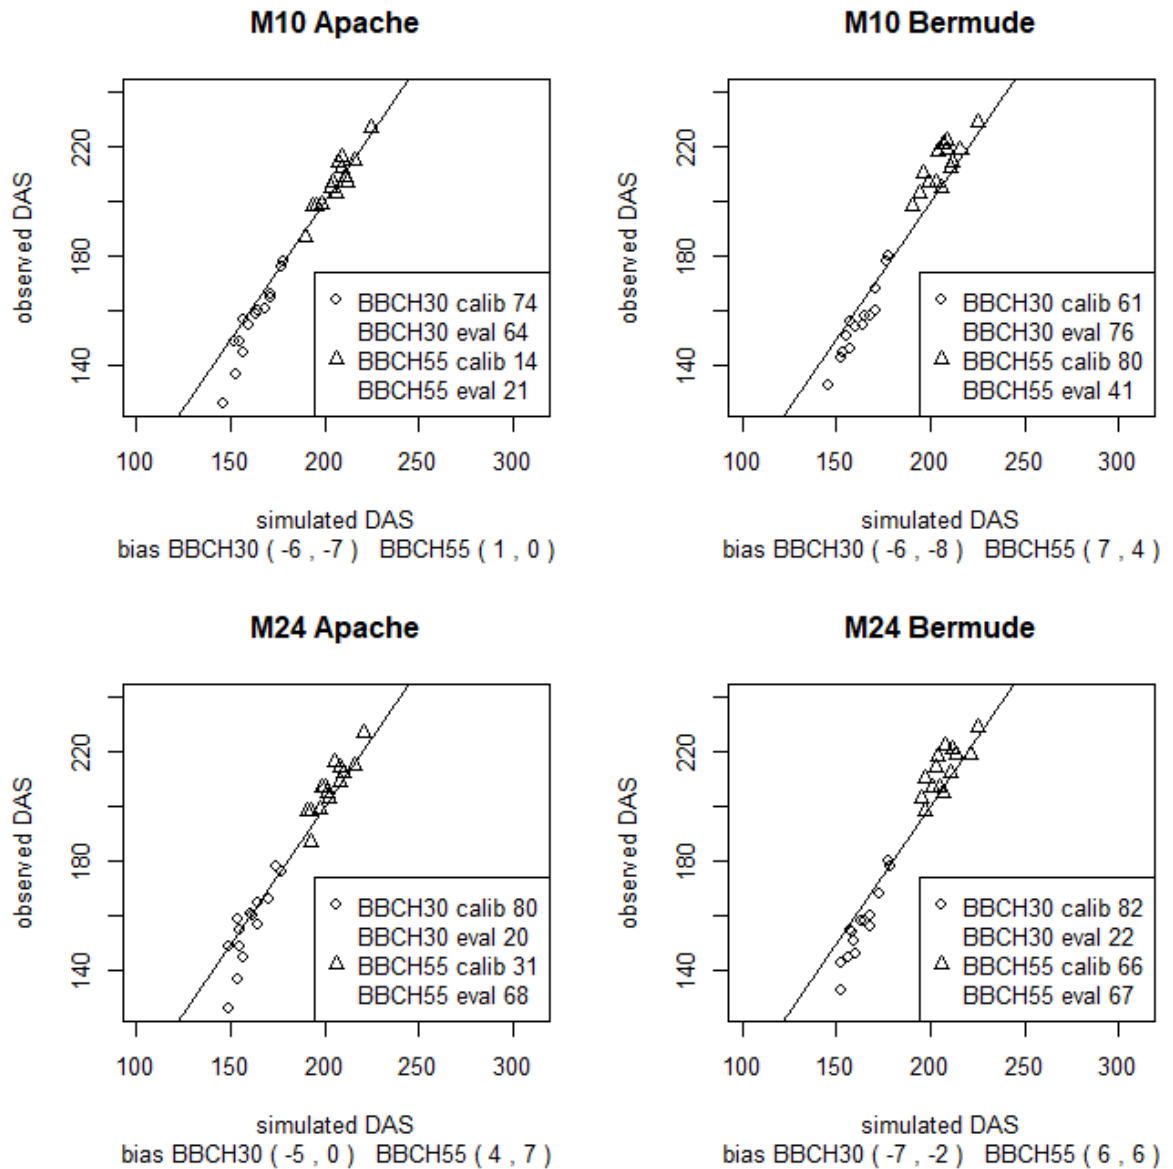 M10 Apache
observed DAS
220
180
140
BBCH30 calib 74
BBCH30 eval 64
BBCH55 calib 14
BBCH55 eval 21
100 150 200 250 300
simulated DAS
bias BBCH30 ( -6 , -7 ) BBCH55 ( 1 , 0 )
M10 Bermude
observed DAS
220
180
140
BBCH30 calib 61
BBCH30 eval 76
BBCH55 calib 80
BBCH55 eval 41
100 150 200 250 300
simulated DAS
bias BBCH30 ( -6 , -8 ) BBCH55 ( 7 , 4 )
M24 Apache
observed DAS
220
180
140
BBCH30 calib 80
BBCH30 eval 20
BBCH55 calib 31
BBCH55 eval 68
100 150 200 250 300
simulated DAS
bias BBCH30 ( -5 , 0 ) BBCH55 ( 4 , 7 )
M24 Bermude
observed DAS
220
180
140
BBCH30 calib 82
BBCH30 eval 22
BBCH55 calib 66
BBCH55 eval 67
100 150 200 250 300
simulated DAS
bias BBCH30 ( -7 , -2 ) BBCH55 ( 6 , 6 )